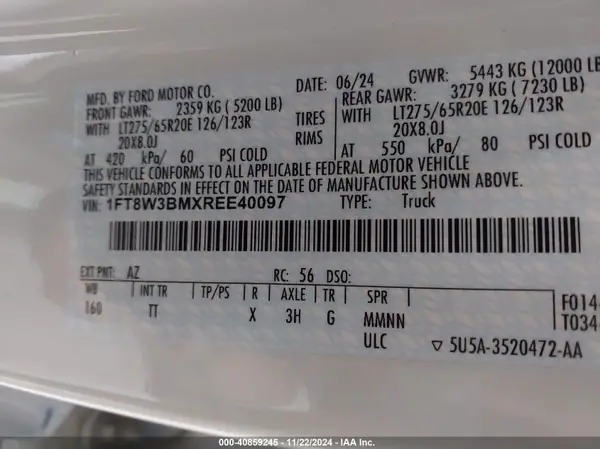 MFD. BY FORD MOTOR CO.
DATE: 06/24 GVWR: 5443 KG (12000 LB
FRONT GAWR: 2359 KG ( 5200 LB)
REAR GAWR: 3279 KG ( 7230 LB)
WITH LT275/65R20E 126/123R TIRES
WITH LT275/65R20E 126/123R
20X8.0J RIMS
20X8.0J
AT 420 kPa/ 60 PSI COLD
AT 550 kPa/ 80 PSI COLD
THIS VEHICLE CONFORMS TO ALL APPLICABLE FEDERAL MOTOR VEHICLE
SAFETY STANDARDS IN EFFECT ON THE DATE OF MANUFACTURE SHOWN ABOVE.
VIN: 1FT8W3BMXREE40097 TYPE: Truck
EXT PNT: AZ RC: 56 DSO:
WB INT TR TP/PS R AXLE TR SPR
160 TT X 3H G MMNN
ULC
F014
T034
▽ 5U5A-3520472-AA
000-40859245 - 11/22/2024 - IAA Inc.